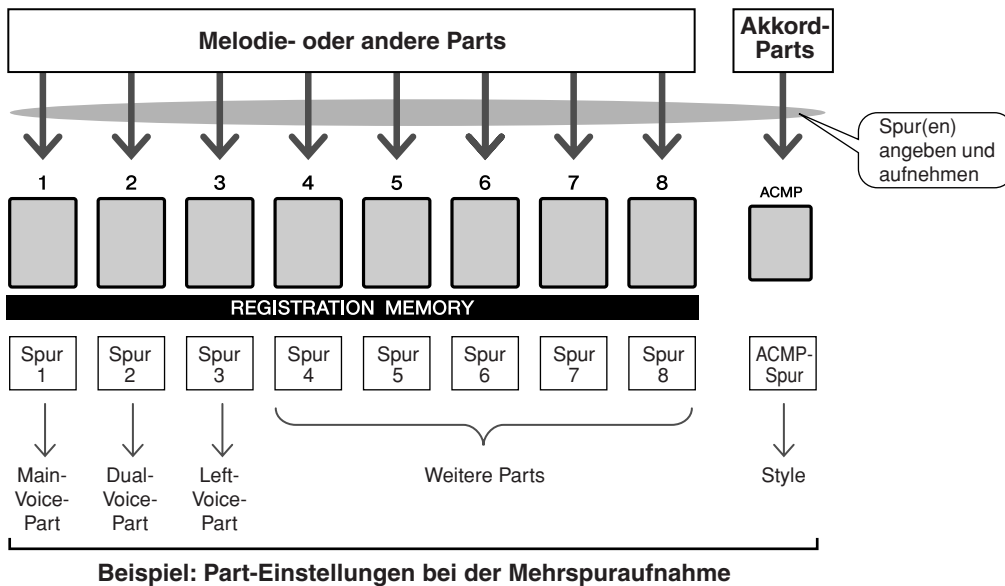 Melodie- oder andere Parts
Akkord-
Parts
Spur(en)
angeben und
aufnehmen
1 2 3 4 5 6 7 8 ACMP
REGISTRATION MEMORY
Spur
1
Spur
2
Spur
3
Spur
4
Spur
5
Spur
6
Spur
7
Spur
8
ACMP-
Spur
Main-
Voice-
Part
Dual-
Voice-
Part
Left-
Voice-
Part
Weitere Parts
Style
Beispiel: Part-Einstellungen bei der Mehrspuraufnahme